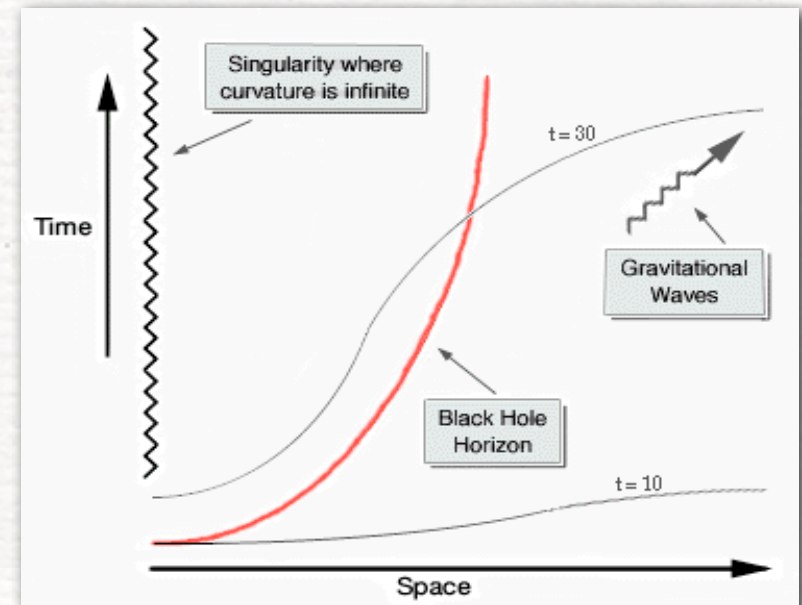 Singularity where
curvature is infinite
t= 30
Time
Gravitational
Waves
Black Hole
Horizon
t= 10
Space